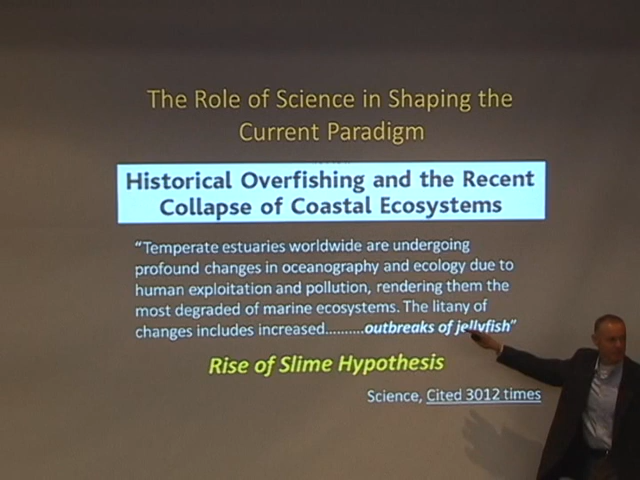 The Role of Science in Shaping the
Current Paradigm
Historical Overfishing and the Recent
Collapse of Coastal Ecosystems
“Temperate estuaries worldwide are undergoing
profound changes in oceanography and ecology due to
human exploitation and pollution, rendering them the
most degraded of marine ecosystems. The litany of
changes includes increased..........outbreaks of jellyfish”
Rise of Slime Hypothesis
Science, Cited 3012 times